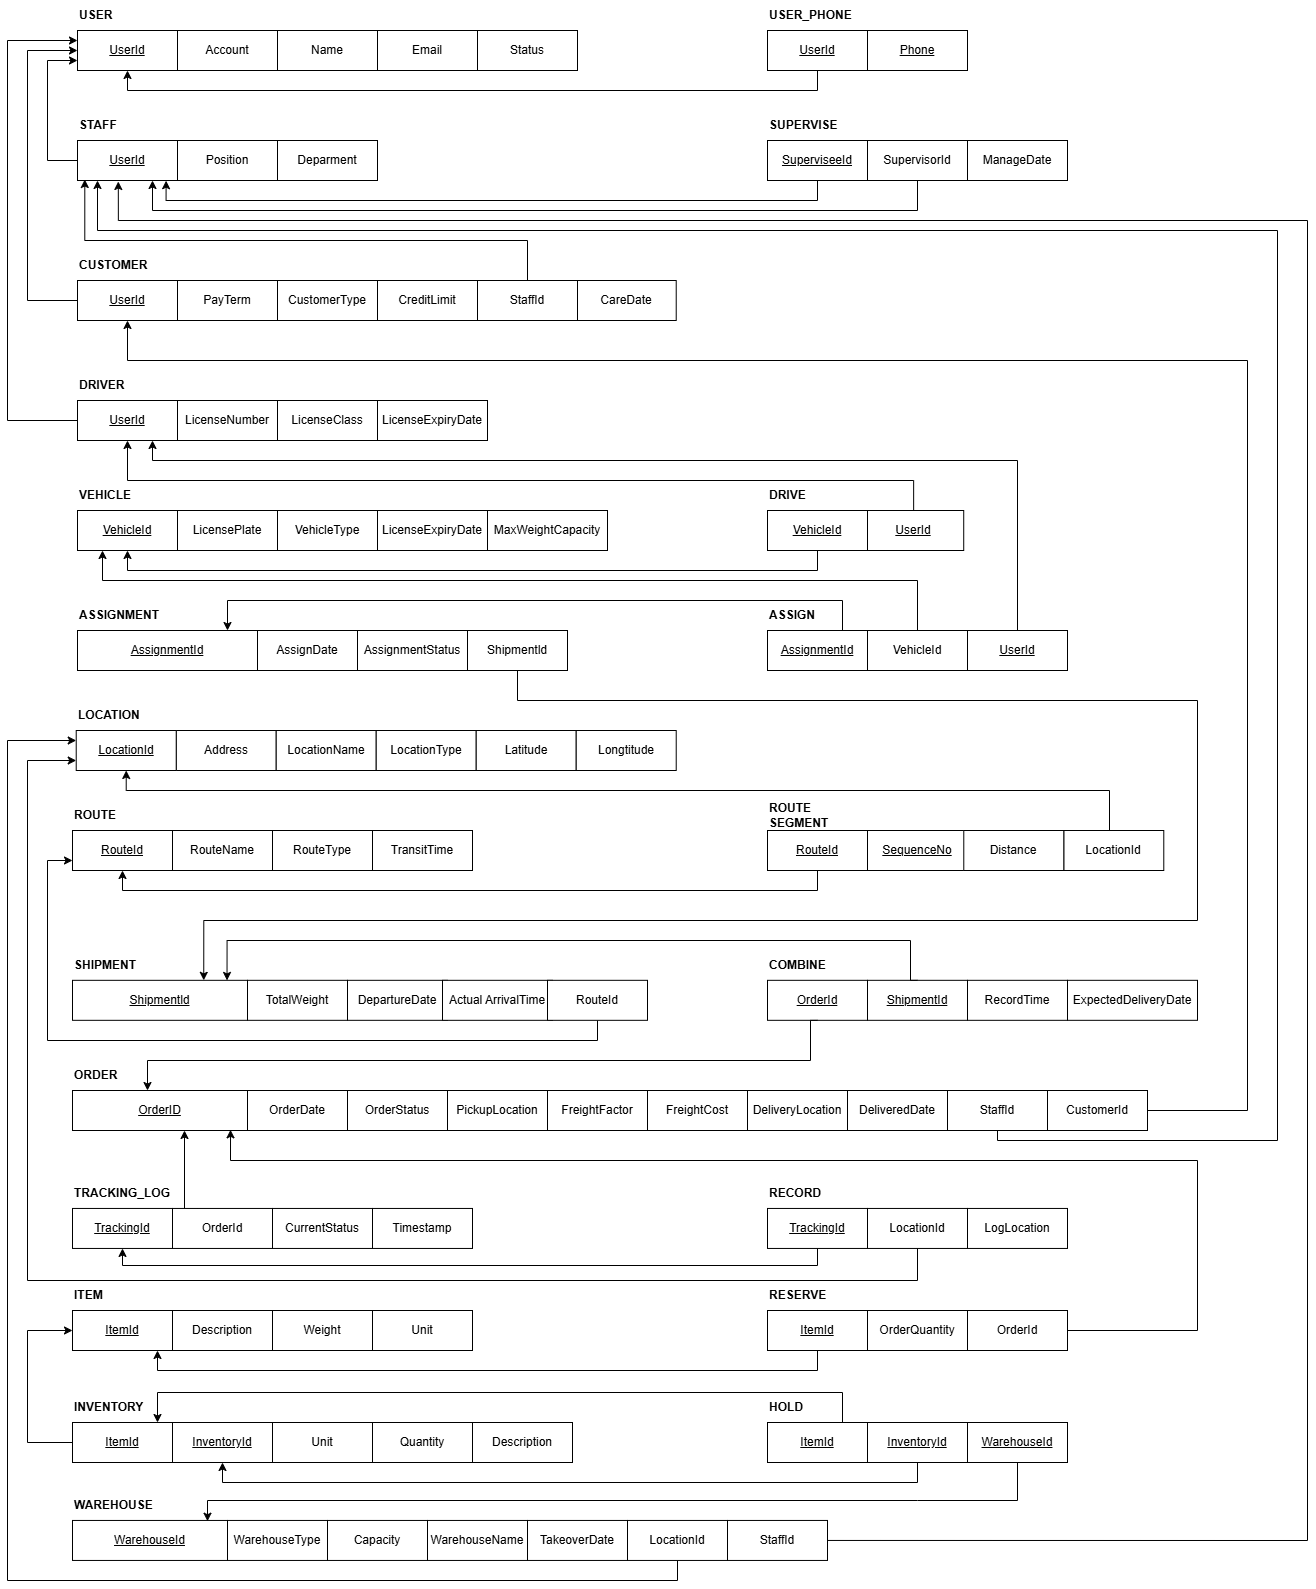 USER USER_PHONE
UserId Account Name Email Status UserId Phone
STAFF SUPERVISE
UserId Position Deparment SuperviseeId SupervisorId ManageDate
CUSTOMER
UserId PayTerm CustomerType CreditLimit StaffId CareDate
DRIVER
UserId LicenseNumber LicenseClass LicenseExpiryDate
VEHICLE DRIVE
VehicleId LicensePlate VehicleType LicenseExpiryDate MaxWeightCapacity VehicleId UserId
ASSIGNMENT ASSIGN
AssignmentId AssignDate AssignmentStatus ShipmentId AssignmentId VehicleId UserId
LOCATION
LocationId Address LocationName LocationType Latitude Longtitude
ROUTE ROUTE
SEGMENT
RouteId RouteName RouteType TransitTime RouteId SequenceNo Distance LocationId
SHIPMENT COMBINE
ShipmentId TotalWeight DepartureDate Actual ArrivalTime RouteId OrderId ShipmentId RecordTime ExpectedDeliveryDate
ORDER
OrderID OrderDate OrderStatus PickupLocation FreightFactor FreightCost DeliveryLocation DeliveredDate StaffId CustomerId
TRACKING_LOG RECORD
TrackingId OrderId CurrentStatus Timestamp TrackingId LocationId LogLocation
ITEM RESERVE
ItemId Description Weight Unit ItemId OrderQuantity OrderId
INVENTORY HOLD
ItemId InventoryId Unit Quantity Description ItemId InventoryId WarehouseId
WAREHOUSE
WarehouseId WarehouseType Capacity WarehouseName TakeoverDate LocationId StaffId